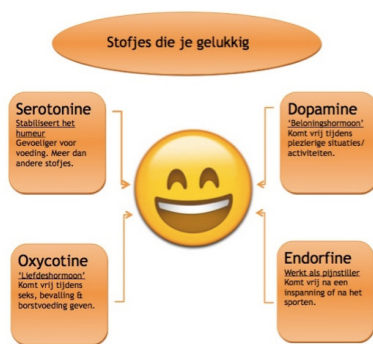 Stofjes die je gelukkig
Serotonine
Stabiliseert het
humeur
Gevoeliger voor
voeding. Meer dan
andere stofjes.
Dopamine
'Beloningshormoon'
Komt vrij tijdens
plezierige situaties/
activiteiten.
Oxycotine
'Liefdeshormoon'
Komt vrij tijdens
seks, bevalling &
borstvoeding geven.
Endorfine
Werkt als pijnstiller
Komt vrij na een
inspanning of na het
sporten.